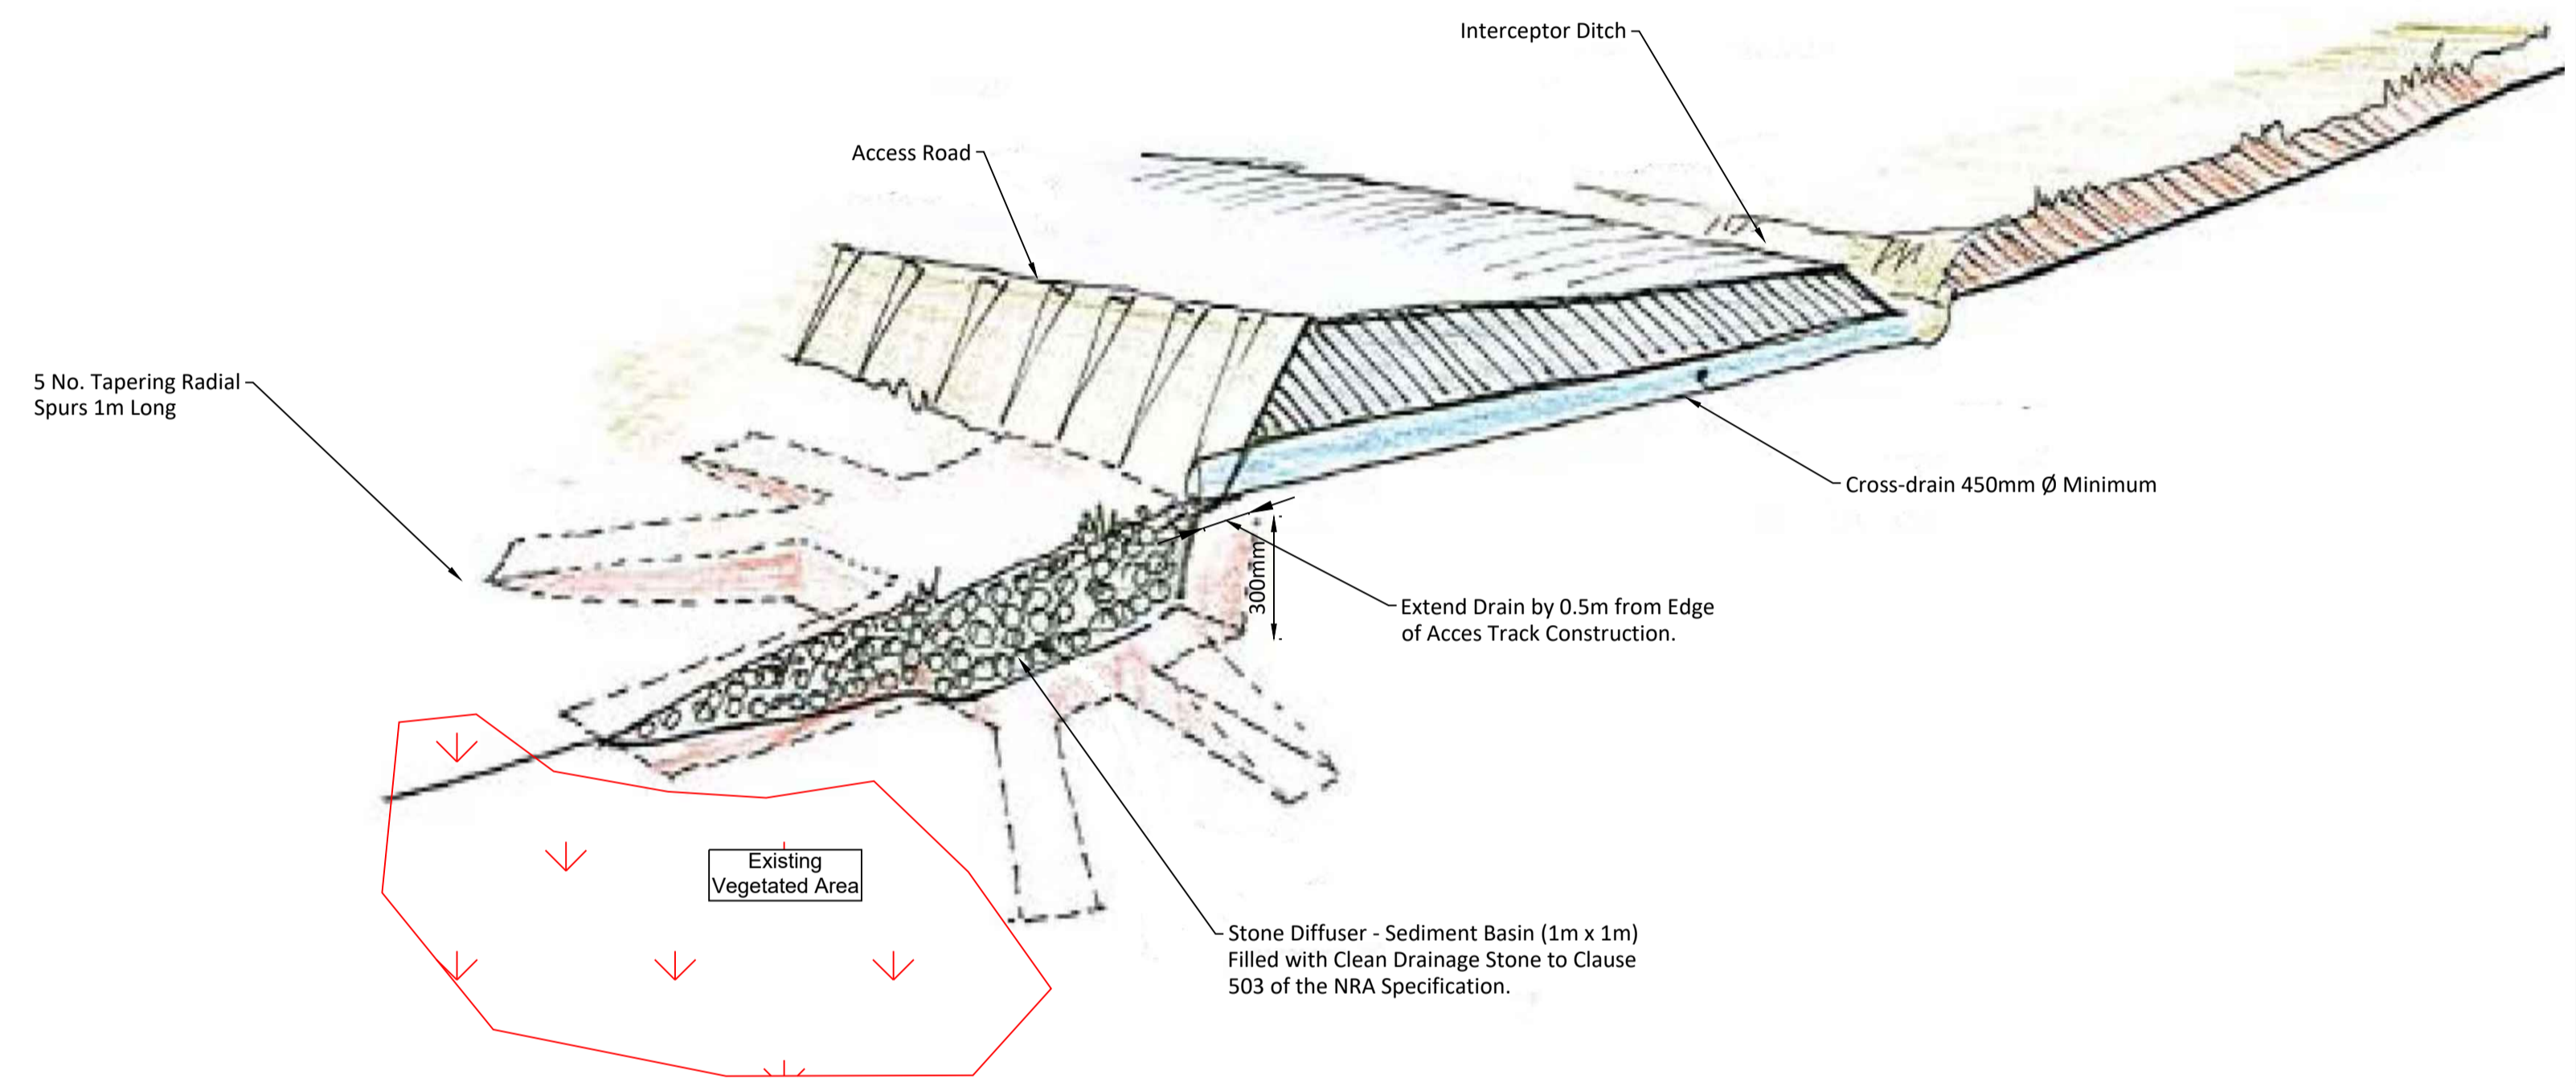 Interceptor Ditch
Access Road
5 No. Tapering Radial
Spurs 1m Long
Cross-drain 450mm Ø Minimum
300mm
Extend Drain by 0.5m from Edge
of Acces Track Construction.
Existing
Vegetated Area
Stone Diffuser - Sediment Basin (1m x 1m)
Filled with Clean Drainage Stone to Clause
503 of the NRA Specification.